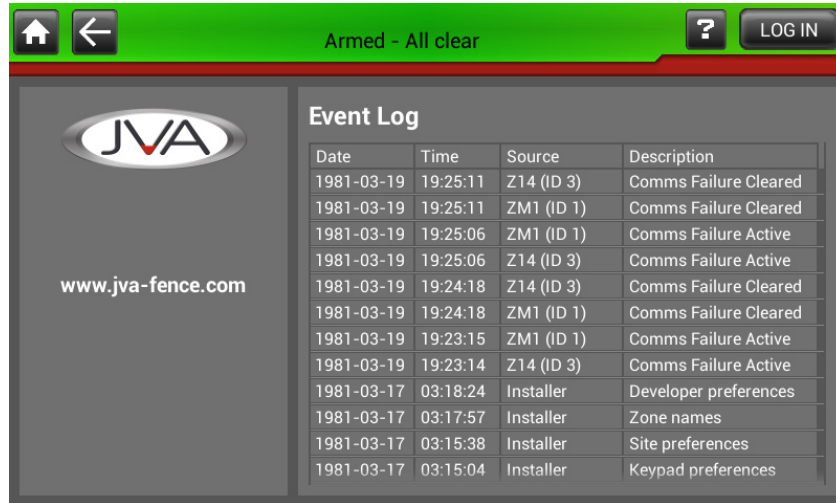 Armed - All clear
?
LOG IN
JVA
www.jva-fence.com
Event Log
Date Time Source Description
1981-03-19 19:25:11 Z14 (ID 3) Comms Failure Cleared
1981-03-19 19:25:11 ZM1 (ID 1) Comms Failure Cleared
1981-03-19 19:25:06 ZM1 (ID 1) Comms Failure Active
1981-03-19 19:25:06 Z14 (ID 3) Comms Failure Active
1981-03-19 19:24:18 Z14 (ID 3) Comms Failure Cleared
1981-03-19 19:24:18 ZM1 (ID 1) Comms Failure Cleared
1981-03-19 19:23:15 ZM1 (ID 1) Comms Failure Active
1981-03-19 19:23:14 Z14 (ID 3) Comms Failure Active
1981-03-17 03:18:24 Installer Developer preferences
1981-03-17 03:17:57 Installer Zone names
1981-03-17 03:15:38 Installer Site preferences
1981-03-17 03:15:04 Installer Keypad preferences